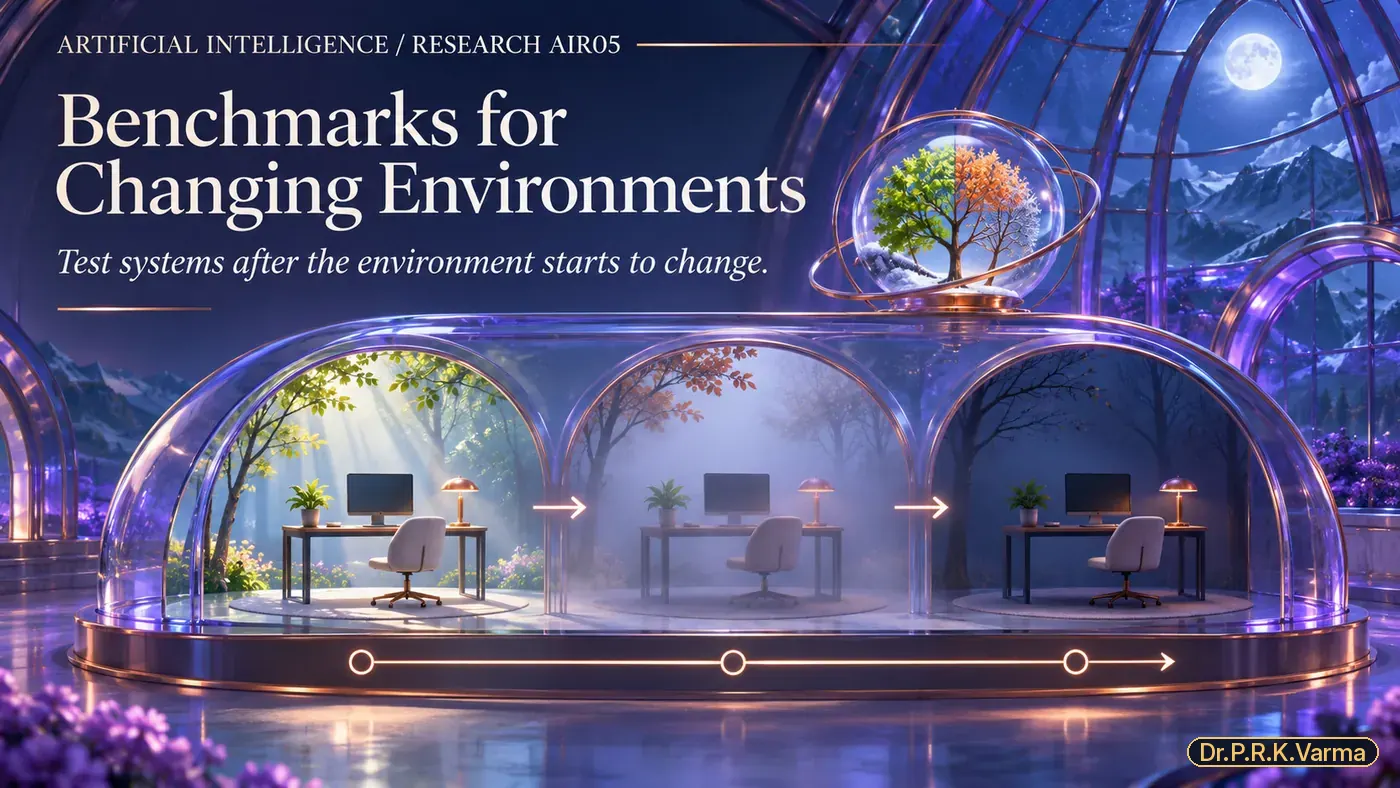 ARTIFICIAL INTELLIGENCE / RESEARCH AIR05
Benchmarks for
Changing Environments
Test systems after the environment starts to change.
Dr.P.R.K.Varma